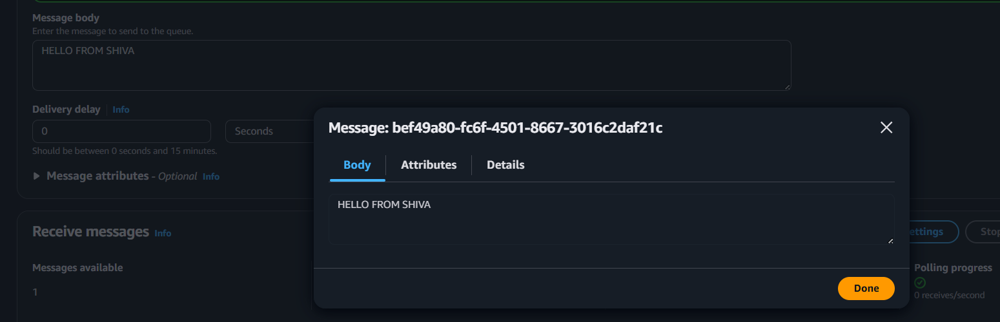 Message body
Enter the message to send to the queue.
HELLO FROM SHIVA
Delivery delay Info
0 Seconds
Should be between 0 seconds and 15 minutes.
Message attributes - Optional Info
Message: bef49a80-fc6f-4501-8667-3016c2daf21c
Body Attributes Details
HELLO FROM SHIVA
Done
Receive messages Info
ettings Stop
Messages available
1
Polling progress
0 receives/second